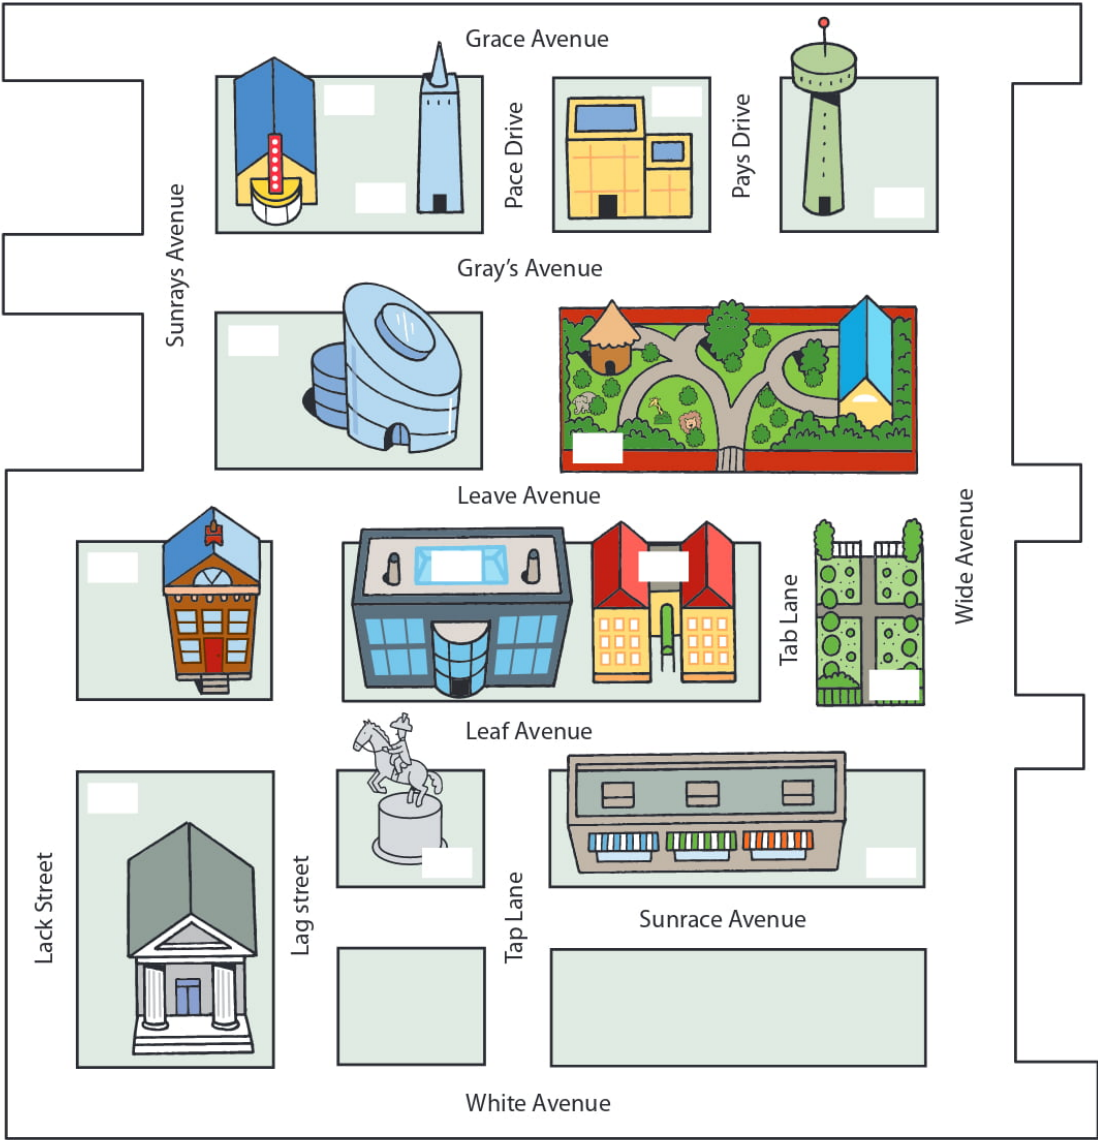 Grace Avenue
Pace Drive
Pays Drive
Sunrays Avenue
Gray's Avenue
Leave Avenue
Wide Avenue
Tab Lane
Leaf Avenue
Lack Street
Lag street
Tap Lane
Sunrace Avenue
White Avenue